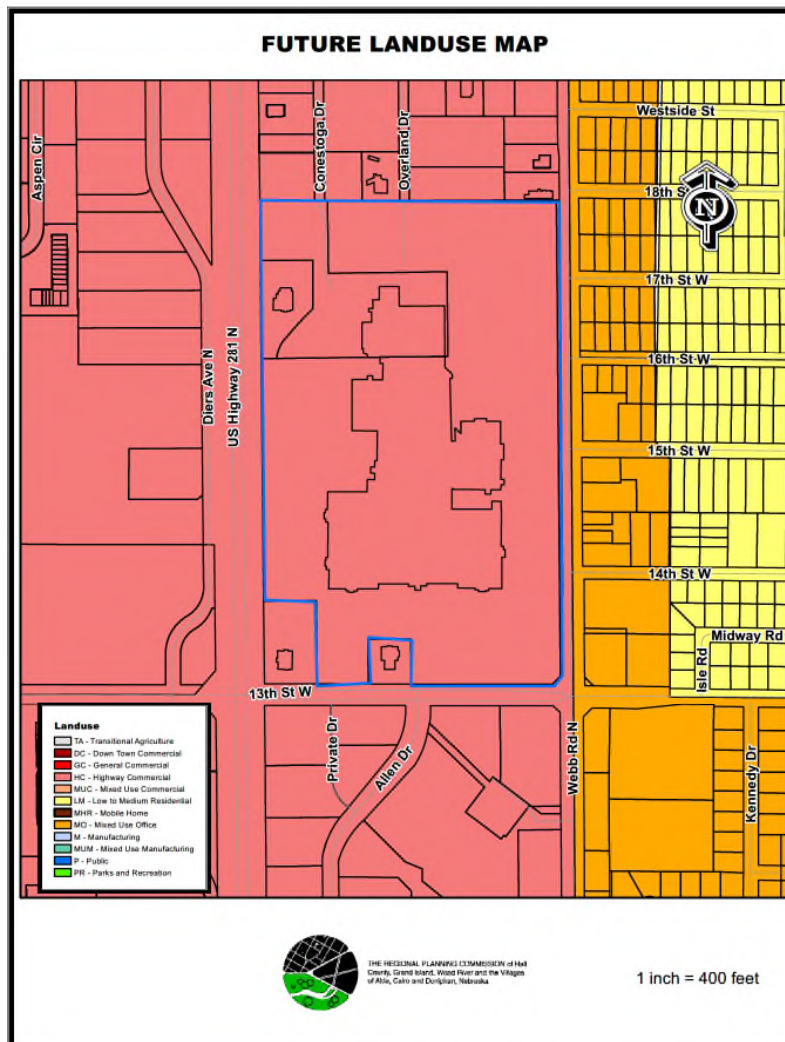 FUTURE LANDUSE MAP
Westside St
Conestoga Dr
Overland Dr
Aspen Cir
18th S
N
17th St W
16th St W
Diers Ave N
US Highway 281 N
15th St W
14th St W
Midway Rd
Isle Rd
13th St W
Private Dr
Allen Dr
Webb Rd N
Kennedy Dr
Landuse
TA - Transitional Agriculture
DC - Down Town Commercial
GC - General Commercial
HC - Highway Commercial
MUC - Mixed Use Commercial
LM - Low to Medium Residential
MHR - Mobile Home
MO - Mixed Use Office
M - Manufacturing
MUM - Mixed Use Manufacturing
P - Public
PR - Parks and Recreation
THE REGIONAL PLANNING COMMISSION of Hall
County, Grand Island, Wood River and the Villages
of Alda, Cairo and Doniphan, Nebraska
1 inch = 400 feet